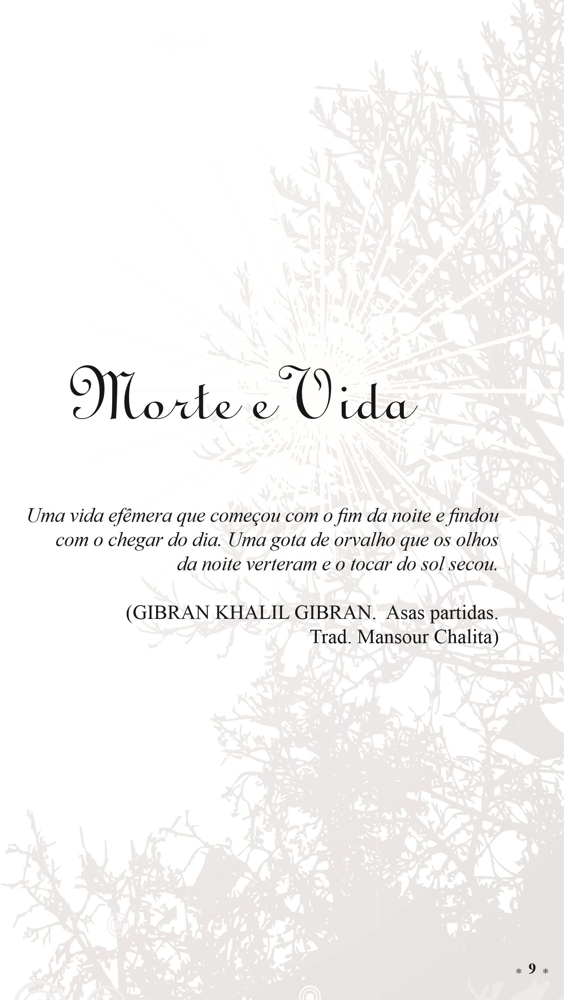 Morte e Vida
Uma vida efêmera que começou com o fim da noite e findou
com o chegar do dia. Uma gota de orvalho que os olhos
da noite verteram e o tocar do sol secou.
(GIBRAN KHALIL GIBRAN. Asas partidas.
Trad. Mansour Chalita)
9